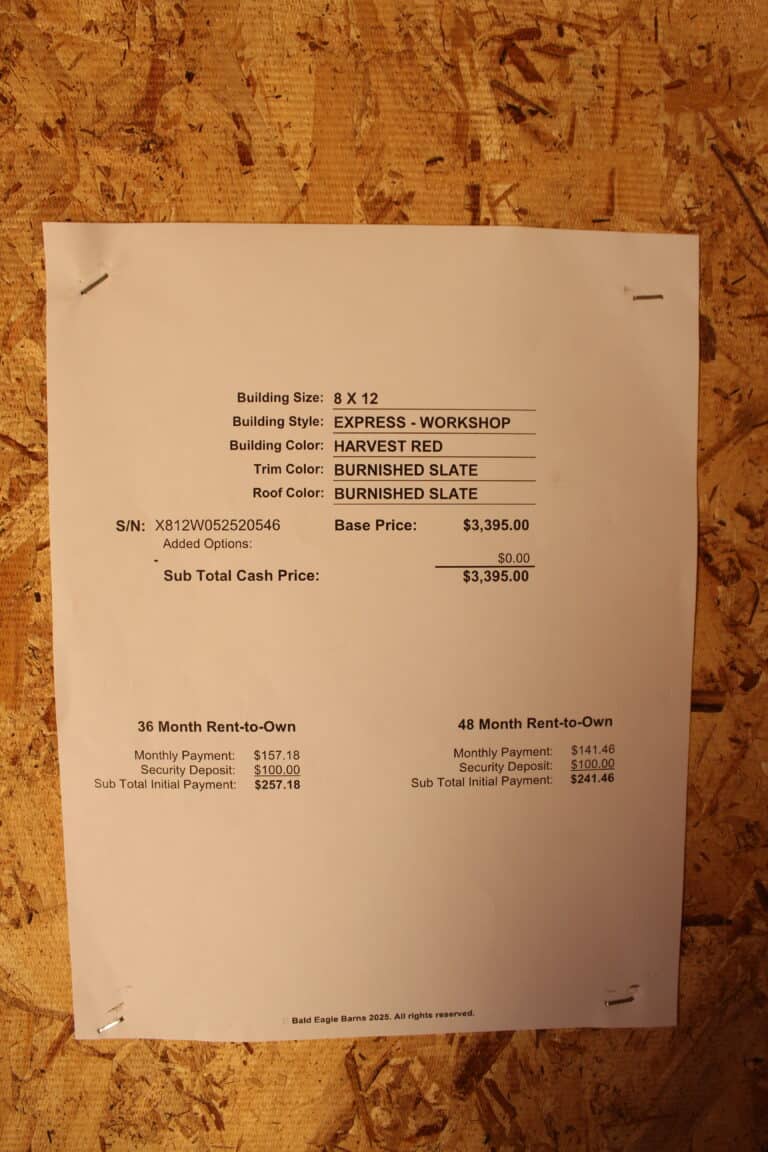 Building Size: 8 X 12
Building Style: EXPRESS - WORKSHOP
Building Color: HARVEST RED
Trim Color: BURNISHED SLATE
Roof Color: BURNISHED SLATE
S/N: X812W052520546 Base Price: $3,395.00
Added Options:
- $0.00
Sub Total Cash Price: $3,395.00
36 Month Rent-to-Own
Monthly Payment: $157.18
Security Deposit: $100.00
Sub Total Initial Payment: $257.18
48 Month Rent-to-Own
Monthly Payment: $141.46
Security Deposit: $100.00
Sub Total Initial Payment: $241.46
© Bald Eagle Barns 2025. All rights reserved.